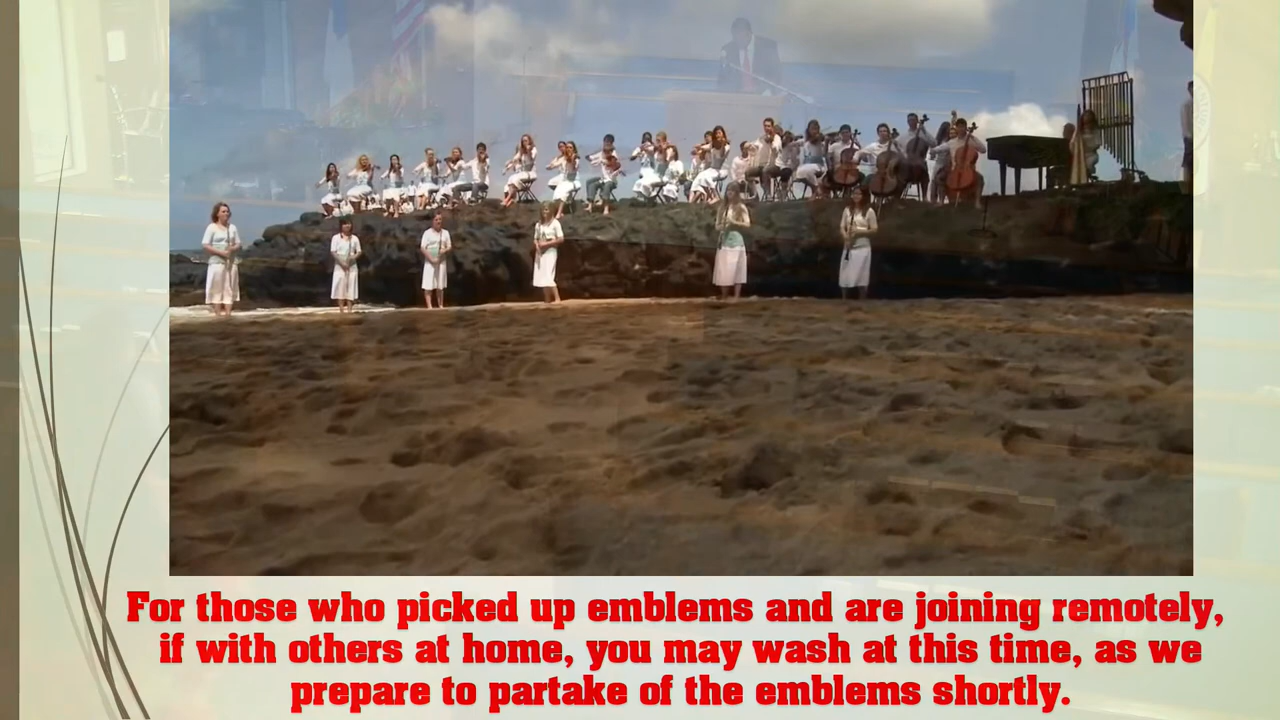 For those who picked up emblems and are joining remotely,
if with others at home, you may wash at this time, as we
prepare to partake of the emblems shortly.